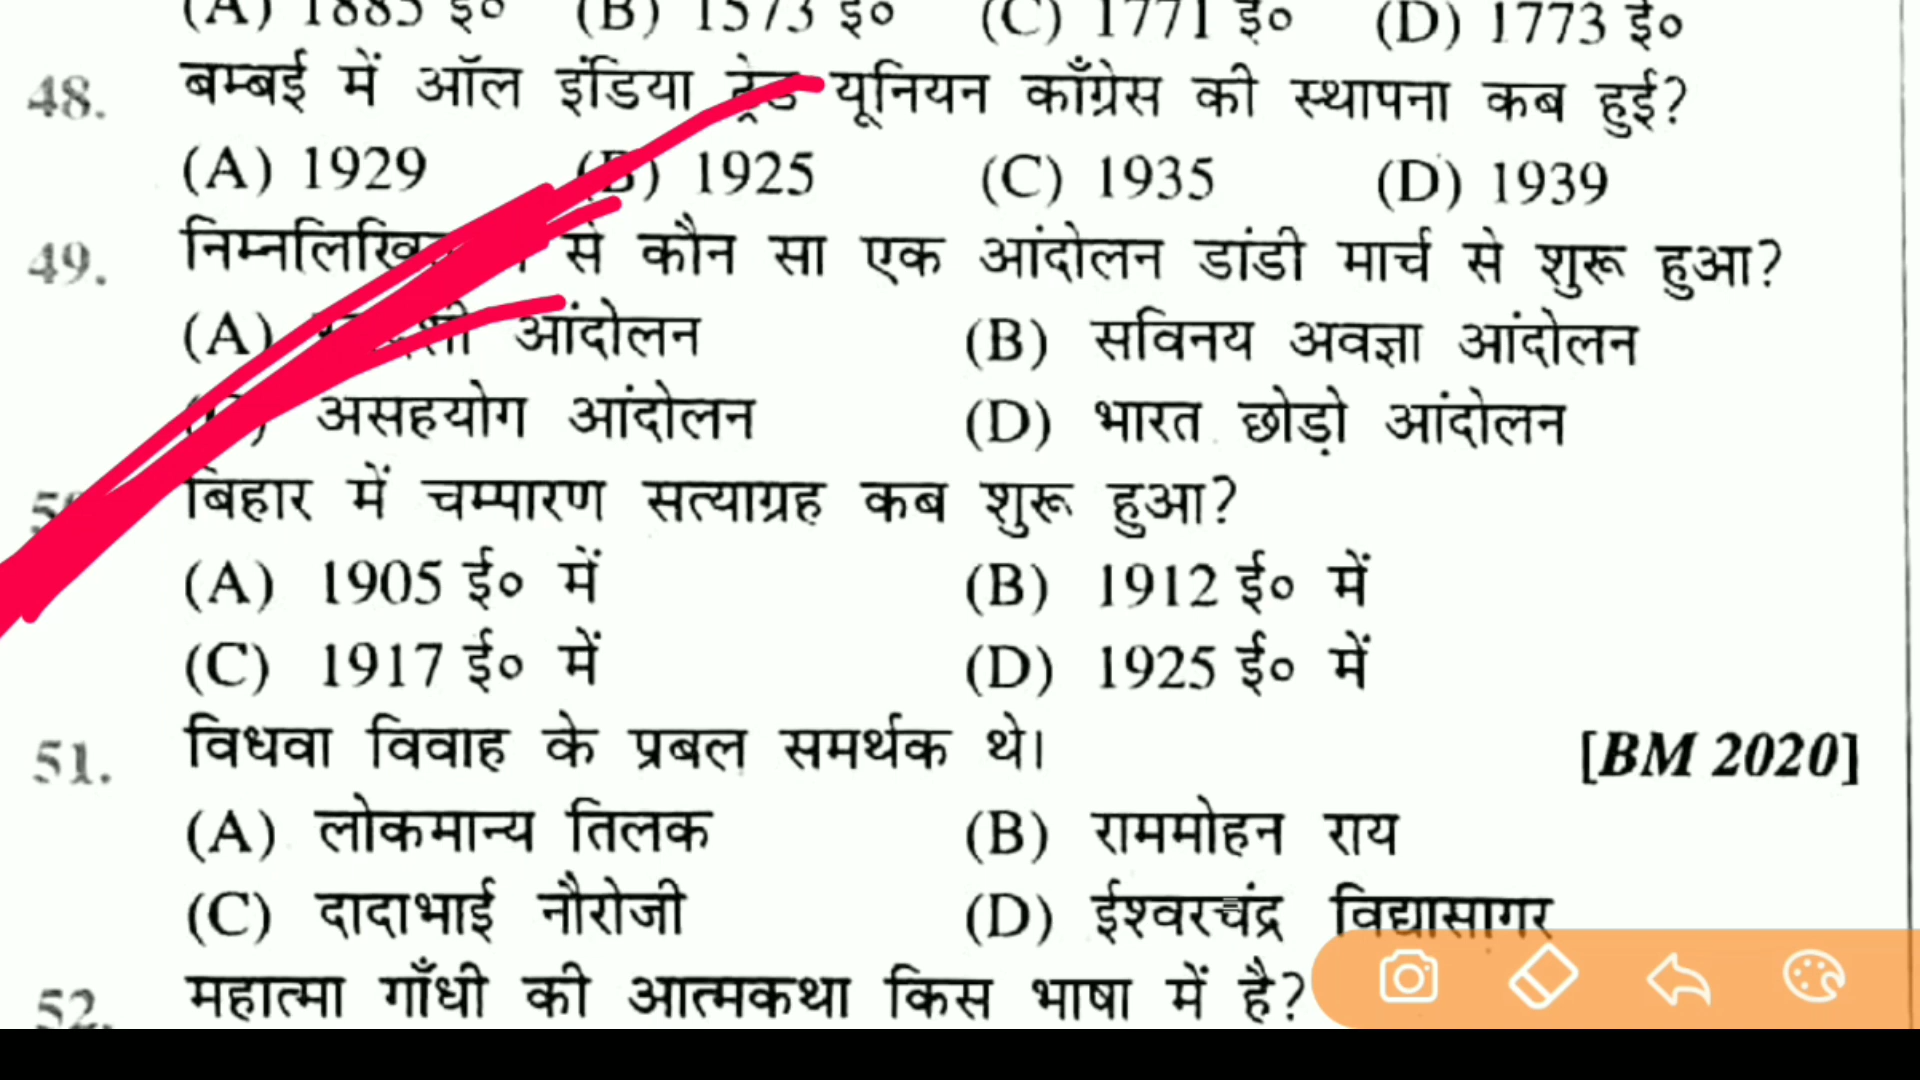 (A) 1885 ई० (B) 1573 ई० (C) 1771 ई० (D) 1773 ई०
48. बम्बई में ऑल इंडिया ट्रेड यूनियन काँग्रेस की स्थापना कब हुई?
(A) 1929 (B) 1925 (C) 1935 (D) 1939
49. से कौन सा एक आंदोलन डांडी मार्च से शुरू हुआ?
(A) आंदोलन (B) सविनय अवज्ञा आंदोलन
असहयोग आंदोलन (D) भारत छोड़ो आंदोलन
बिहार में चम्पारण सत्याग्रह कब शुरू हुआ?
(A) 1905 ई० में (B) 1912 ई० में
(C) 1917 ई० में (D) 1925 ई० में
51. विधवा विवाह के प्रबल समर्थक थे। [BM 2020]
(A) लोकमान्य तिलक (B) राममोहन राय
(C) दादाभाई नौरोजी (D) ईश्वरचंद्र विद्यासागर
52. महात्मा गाँधी की आत्मकथा किस भाषा में है?